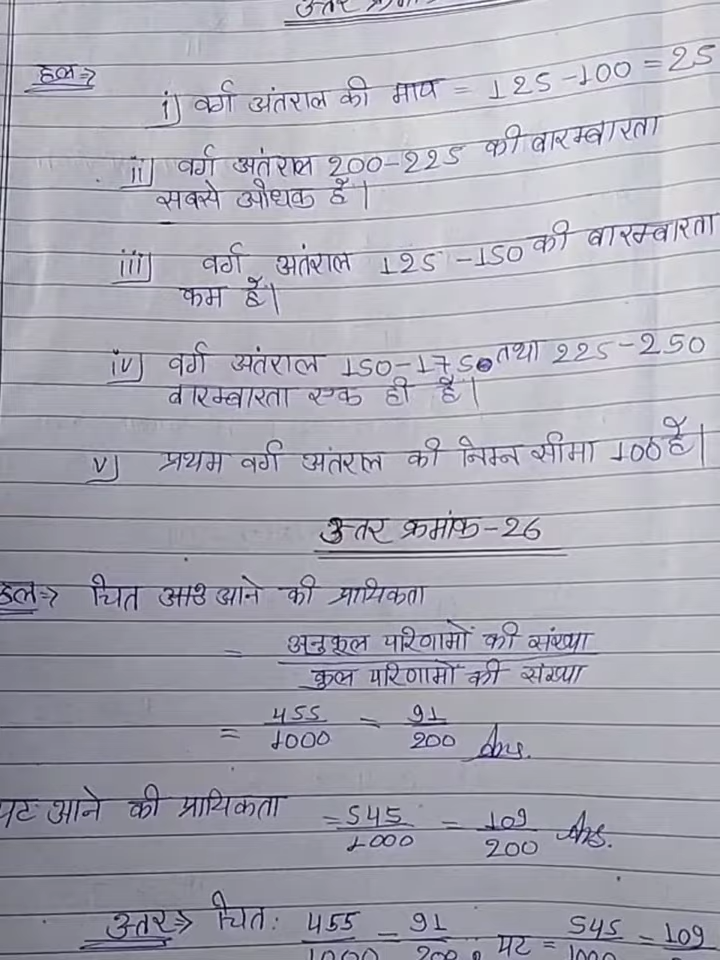 उत्तर
हल⇒
i) वर्ग अंतराल की माप = 125 - 100 = 25
ii) वर्ग अंतराल 200-225 की बारम्बारता
सबसे अधिक है।
iii) वर्ग अतंराल 125 - 150 की बारम्बारता
कम है।
iv) वर्ग अतंराल 150-175 तथा 225-250
बारम्बारता एक ही है।
v) प्रथम वर्ग अंतराल की निम्न सीमा 100 है।
उत्तर क्रमांक-26
हल⇒ चित आने की प्रायिकता
= अनुकूल परिणामों की संख्या
कुल परिणामों की संख्या
= 455/1000 = 91/200 Ans.
पट आने की प्रायिकता = 545/1000 = 109/200 Ans.
उत्तर⇒ चित: 455/1000 = 91/200, पट = 545/1000 = 109